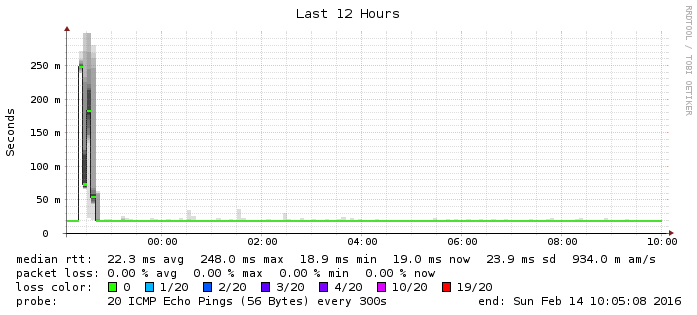 Last 12 Hours
RRDTOOL / TOBI OETIKER
Seconds
250 m
200 m
150 m
100 m
50 m
0
00:00 02:00 04:00 06:00 08:00 10:00
median rtt: 22.3 ms avg 248.0 ms max 18.9 ms min 19.0 ms now 23.9 ms sd 934.0 m am/s
packet loss: 0.00 % avg 0.00 % max 0.00 % min 0.00 % now
loss color: 0 1/20 2/20 3/20 4/20 10/20 19/20
probe: 20 ICMP Echo Pings (56 Bytes) every 300s end: Sun Feb 14 10:05:08 2016